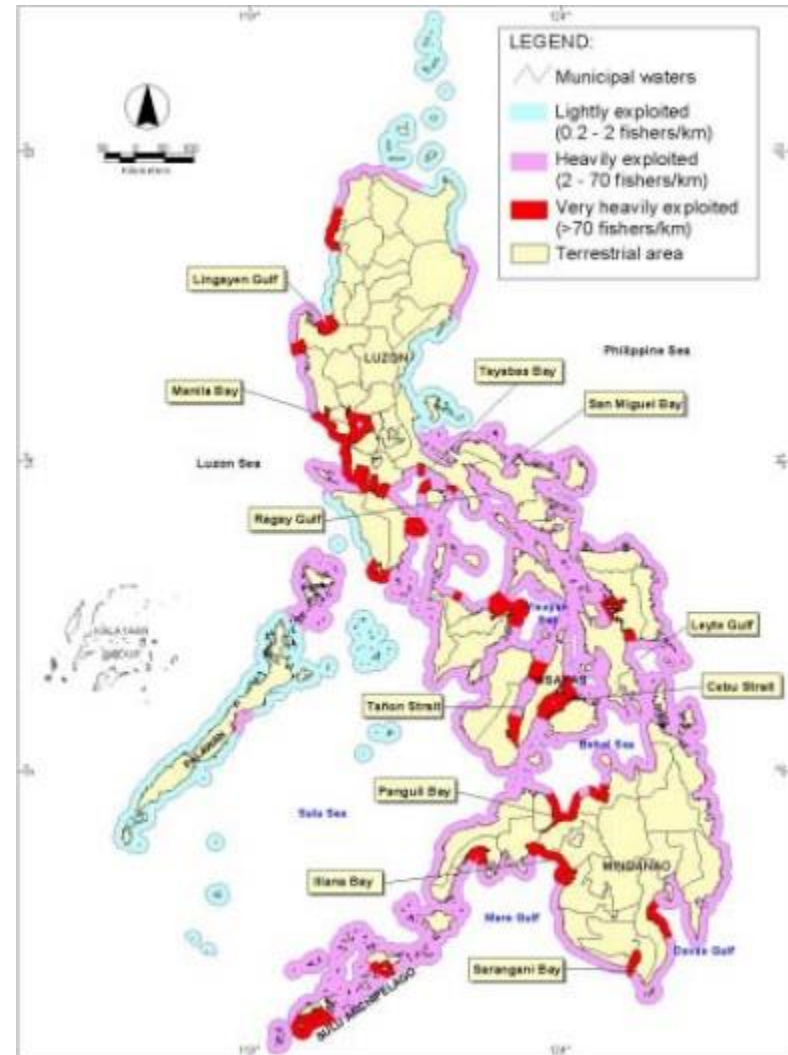 LEGEND:
Municipal waters
Lightly exploited
(0.2 - 2 fishers/km)
Heavily exploited
(2 - 70 fishers/km)
Very heavily exploited
(>70 fishers/km)
Terrestrial area
Lingayen Gulf
LUZON
Philippine Sea
Tayabas Bay
Manila Bay
San Miguel Bay
Luzon Sea
Ragay Gulf
Leyte Gulf
Cebu Strait
Tañon Strait
Bohol Sea
PALAWAN
Panguil Bay
Sulu Sea
MINDANAO
Illana Bay
Moro Gulf
Davao Gulf
Sarangani Bay
SULU ARCHIPELAGO